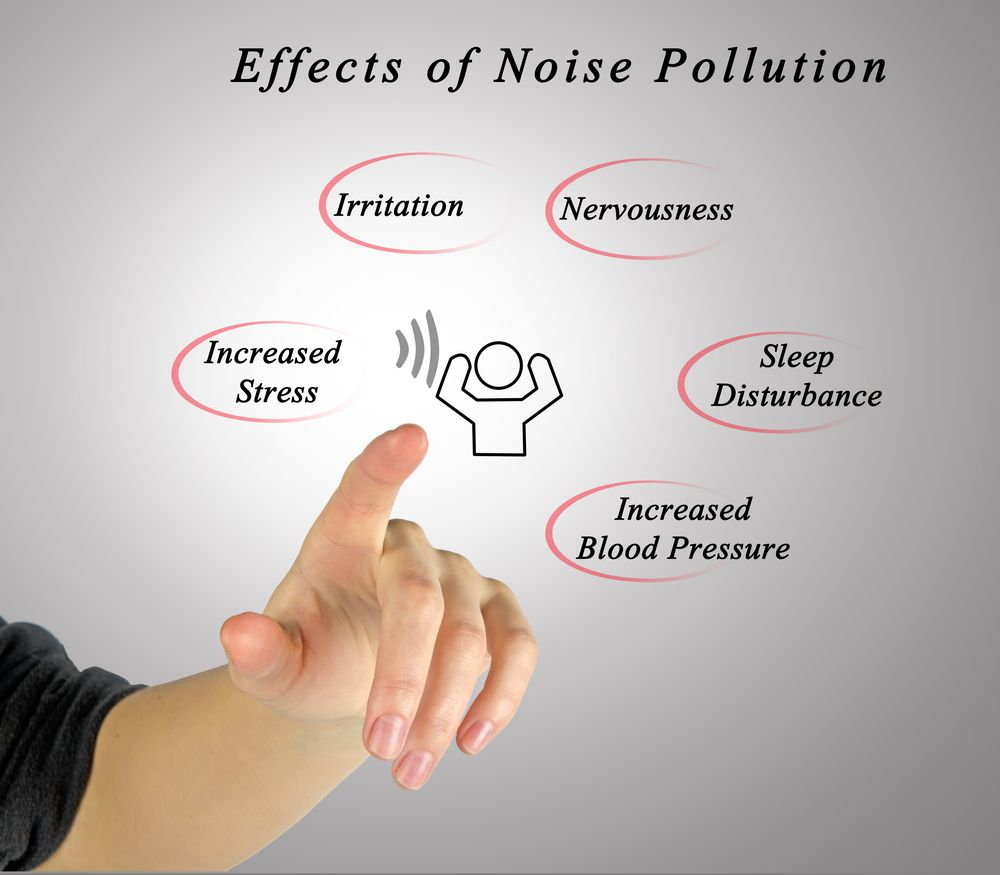 Effects of Noise Pollution
Irritation
Nervousness
Increased
Stress
Sleep
Disturbance
Increased
Blood Pressure